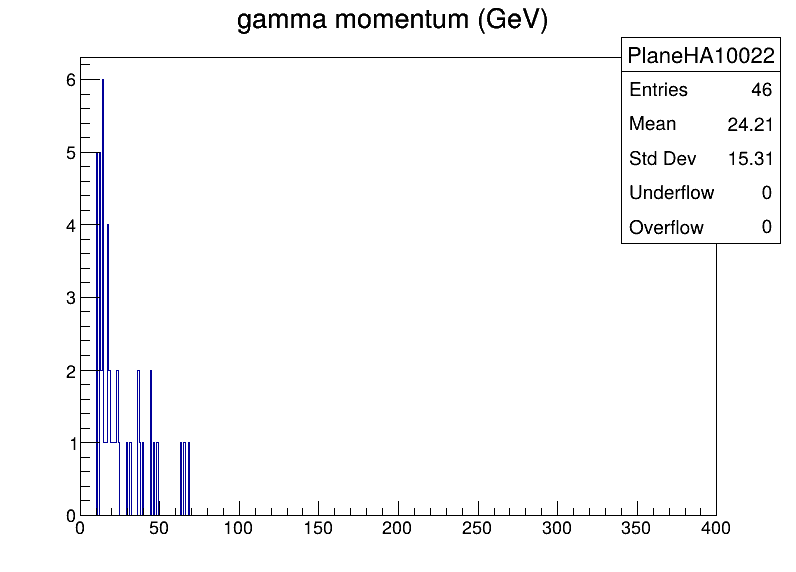 gamma momentum (GeV)
PlaneHA10022
Entries 46
Mean 24.21
Std Dev 15.31
Underflow 0
Overflow 0
6
5
4
3
2
1
0
0 50 100 150 200 250 300 350 400